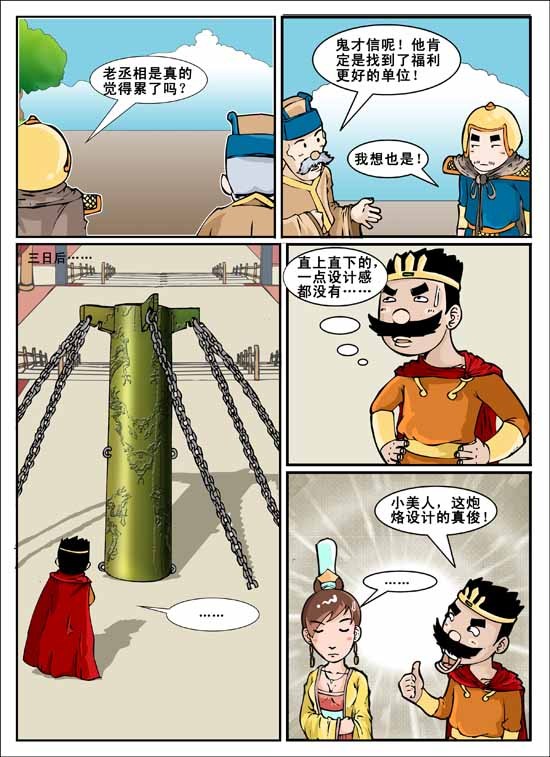 老丞相是真的
觉得累了吗？
鬼才信呢！他肯
定是找到了福利
更好的单位！
我想也是！
三日后……
……
直上直下的，
一点设计感
都没有……
小美人，这炮
烙设计的真俊！
……